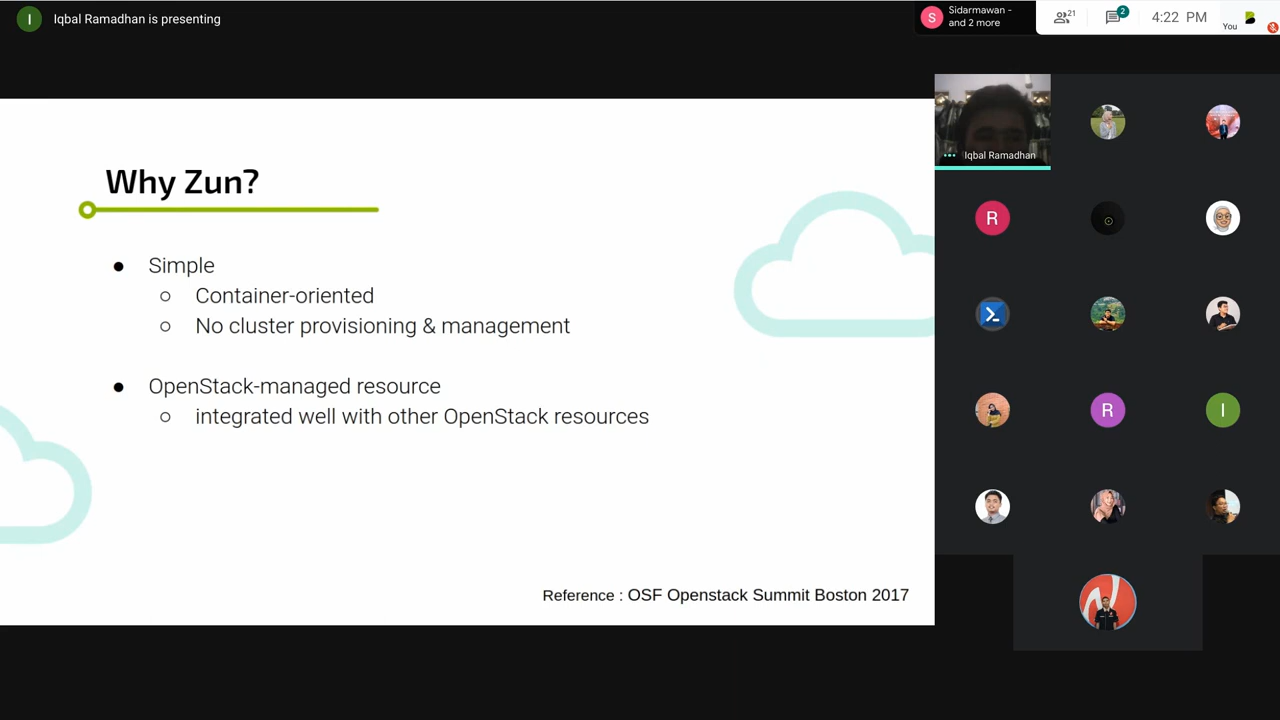 I
Iqbal Ramadhan is presenting
S
Sidarmawan -
and 2 more
21
2
4:22 PM
You
Why Zun?
Simple
Container-oriented
No cluster provisioning & management
OpenStack-managed resource
integrated well with other OpenStack resources
Reference : OSF Openstack Summit Boston 2017
Iqbal Ramadhan
R
R
I